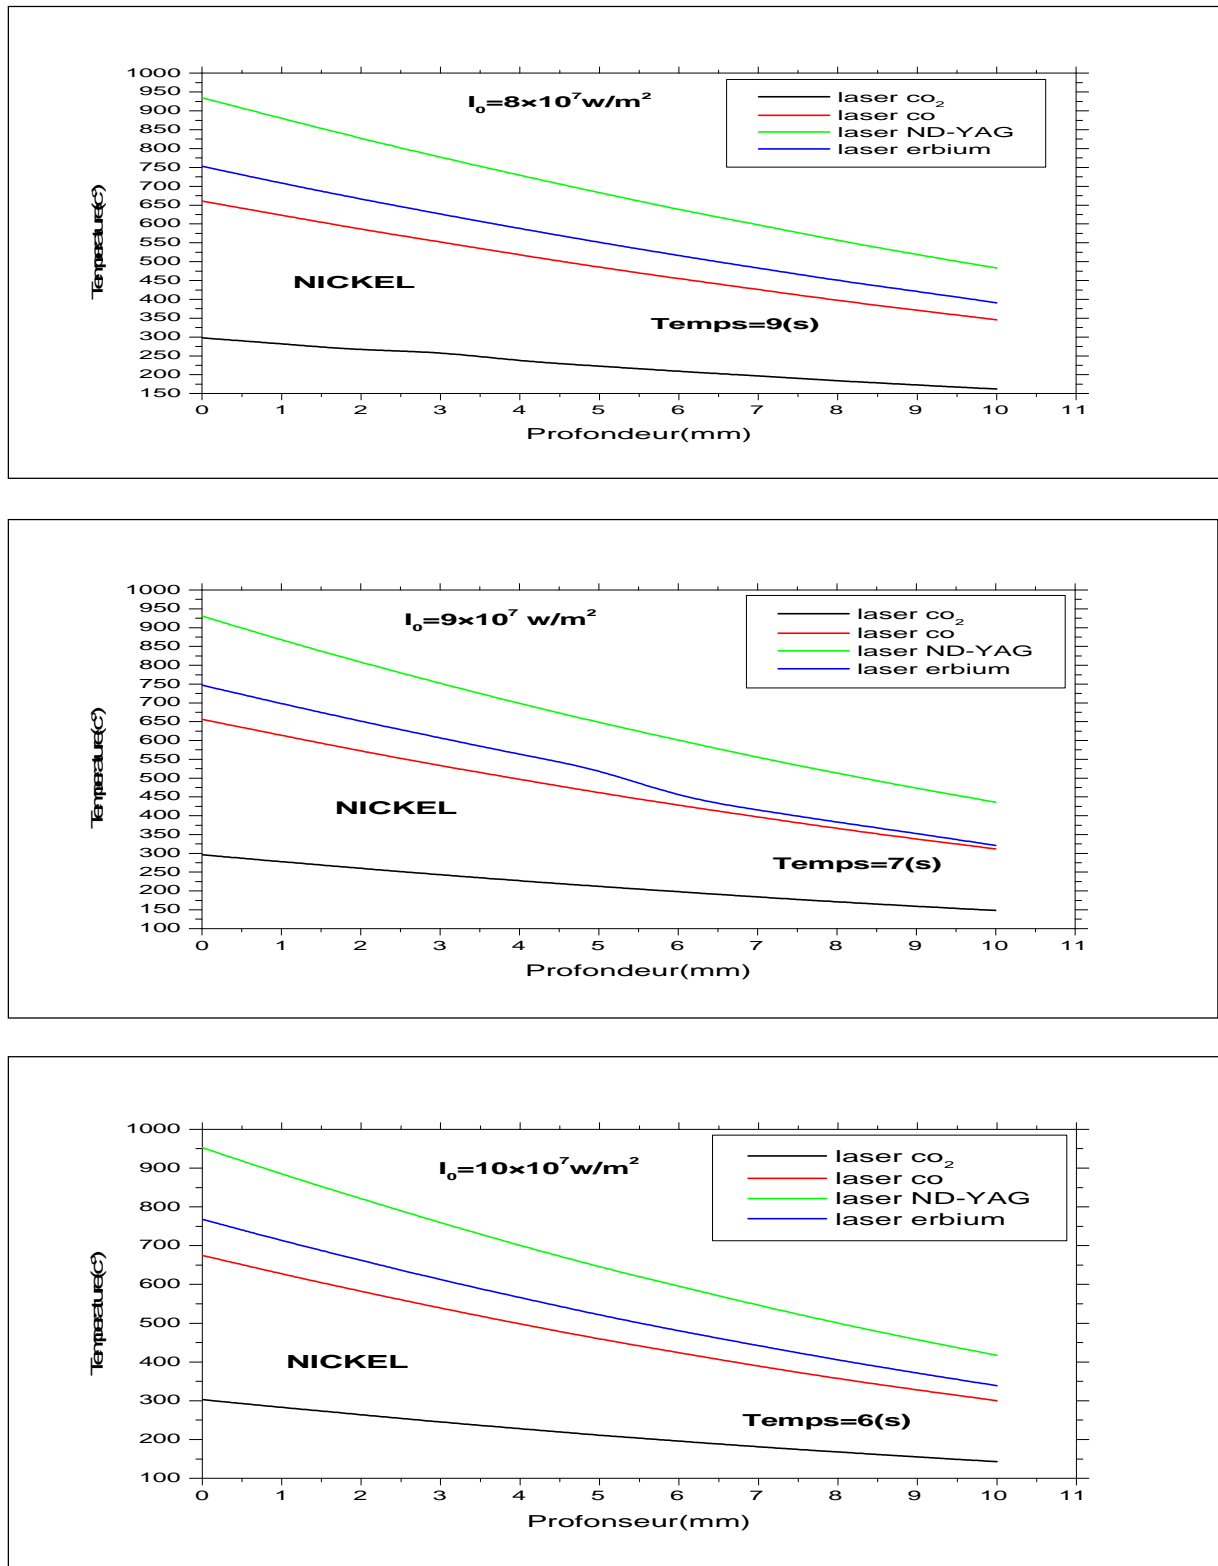 1000
950
900
850
800
750
700
650
600
550
500
450
400
350
300
250
200
150
Temperature(c°)
I₀=8×10⁷w/m²
laser co₂
laser co
laser ND-YAG
laser erbium
NICKEL
Temps=9(s)
0 1 2 3 4 5 6 7 8 9 10 11
Profondeur(mm)
1000
950
900
850
800
750
700
650
600
550
500
450
400
350
300
250
200
150
100
Temperature(c°)
I₀=9×10⁷ w/m²
laser co₂
laser co
laser ND-YAG
laser erbium
NICKEL
Temps=7(s)
0 1 2 3 4 5 6 7 8 9 10 11
Profondeur(mm)
1000
900
800
700
600
500
400
300
200
100
Temperature(c°)
I₀=10×10⁷w/m²
laser co₂
laser co
laser ND-YAG
laser erbium
NICKEL
Temps=6(s)
0 1 2 3 4 5 6 7 8 9 10 11
Profonseur(mm)